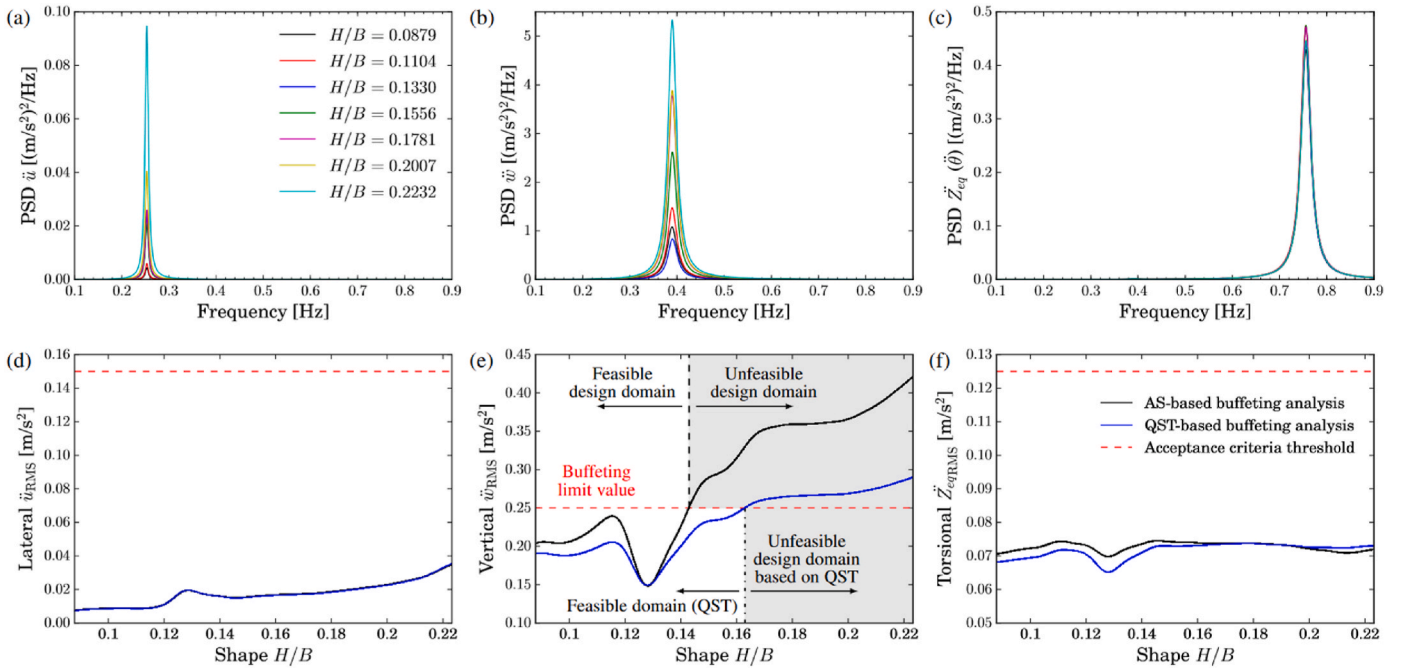 (a)
0.10
0.08
0.06
0.04
0.02
0.00
PSD ü [(m/s²)²/Hz]
H/B = 0.0879
H/B = 0.1104
H/B = 0.1330
H/B = 0.1556
H/B = 0.1781
H/B = 0.2007
H/B = 0.2232
0.1 0.2 0.3 0.4 0.5 0.6 0.7 0.8 0.9
Frequency [Hz]
(b)
5
4
3
2
1
0
PSD ẅ [(m/s²)²/Hz]
0.1 0.2 0.3 0.4 0.5 0.6 0.7 0.8 0.9
Frequency [Hz]
(c)
0.5
0.4
0.3
0.2
0.1
0.0
PSD Z̈eq (θ̈) [(m/s²)²/Hz]
0.1 0.2 0.3 0.4 0.5 0.6 0.7 0.8 0.9
Frequency [Hz]
(d)
0.16
0.14
0.12
0.10
0.08
0.06
0.04
0.02
0.00
Lateral üRMS [m/s²]
0.1 0.12 0.14 0.16 0.18 0.2 0.22
Shape H/B
(e)
0.45
0.40
0.35
0.30
0.25
0.20
0.15
0.10
Vertical ẅRMS [m/s²]
Feasible
design domain
Unfeasible
design domain
Buffeting
limit value
Unfeasible
design domain
based on QST
Feasible domain (QST)
0.1 0.12 0.14 0.16 0.18 0.2 0.22
Shape H/B
(f)
0.13
0.12
0.11
0.10
0.09
0.08
0.07
0.06
0.05
Torsional Z̈eqRMS [m/s²]
AS-based buffeting analysis
QST-based buffeting analysis
Acceptance criteria threshold
0.1 0.12 0.14 0.16 0.18 0.2 0.22
Shape H/B